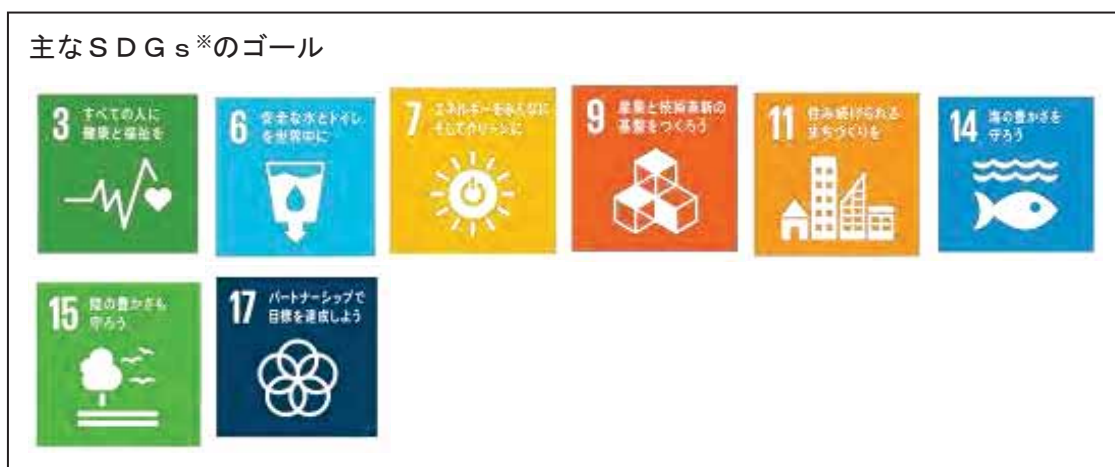 主なＳＤＧｓ※のゴール
3 すべての人に
健康と福祉を
6 安全な水とトイレ
を世界中に
7 エネルギーをみんなに
そしてクリーンに
9 産業と技術革新の
基盤をつくろう
11 住み続けられる
まちづくりを
14 海の豊かさを
守ろう
15 陸の豊かさも
守ろう
17 パートナーシップで
目標を達成しよう